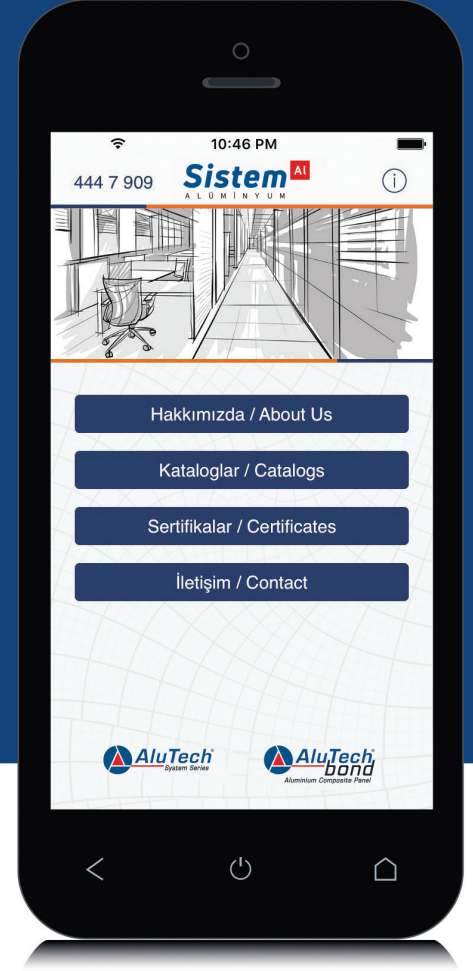 10:46 PM
444 7 909
Sistem Al
ALÜMİNYUM
Hakkımızda / About Us
Kataloglar / Catalogs
Sertifikalar / Certificates
İletişim / Contact
AluTech®
System Series
AluTech®
bond
Aluminium Composite Panel